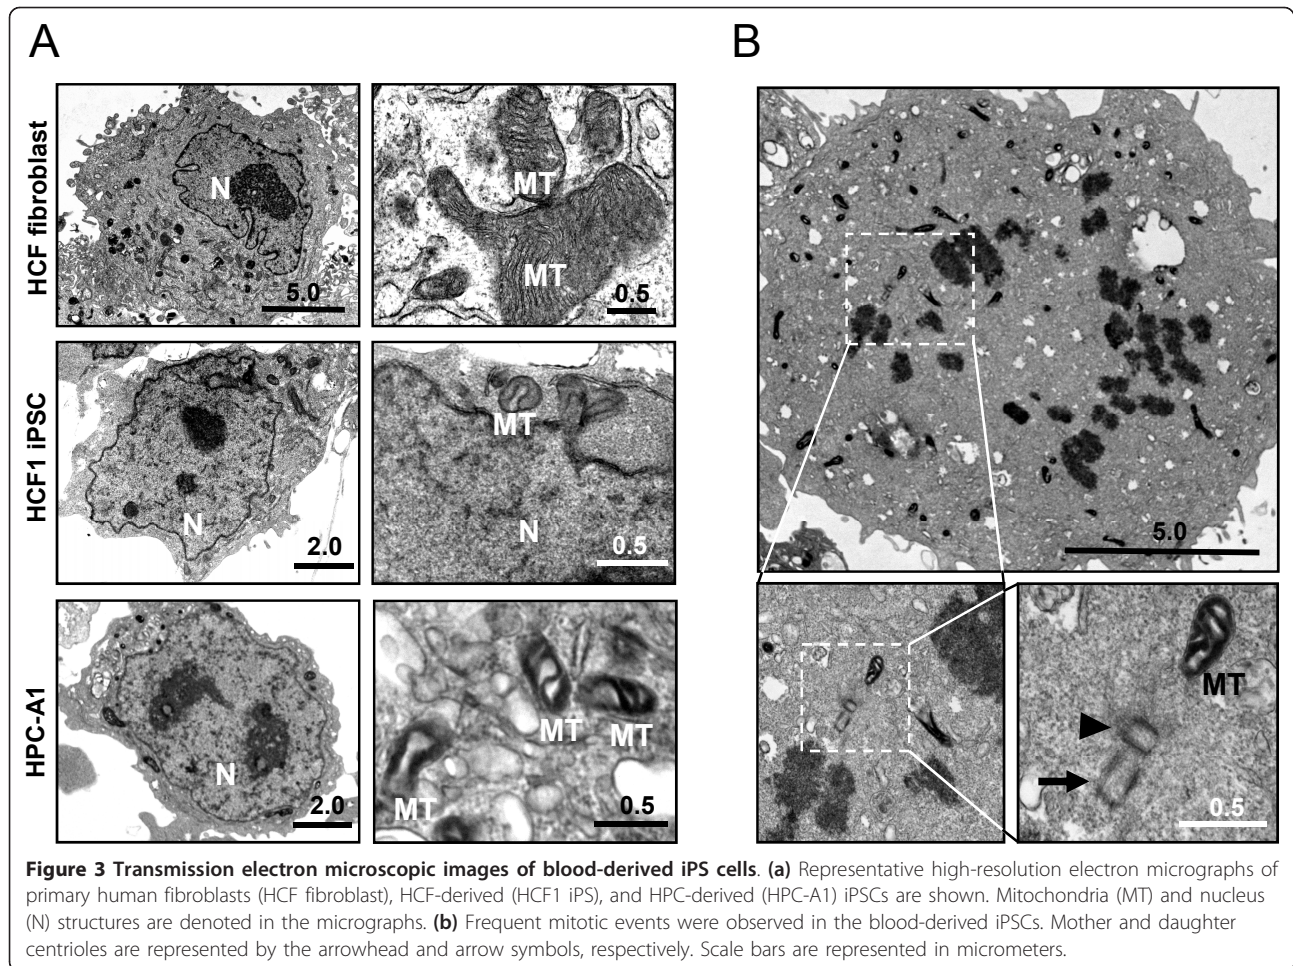 A
B
HCF fibroblast
N
5.0
MT
MT
0.5
HCF1 iPSC
N
2.0
MT
N
0.5
HPC-A1
N
2.0
MT
MT
MT
0.5
5.0
MT
0.5
Figure 3 Transmission electron microscopic images of blood-derived iPS cells. (a) Representative high-resolution electron micrographs of
primary human fibroblasts (HCF fibroblast), HCF-derived (HCF1 iPS), and HPC-derived (HPC-A1) iPSCs are shown. Mitochondria (MT) and nucleus
(N) structures are denoted in the micrographs. (b) Frequent mitotic events were observed in the blood-derived iPSCs. Mother and daughter
centrioles are represented by the arrowhead and arrow symbols, respectively. Scale bars are represented in micrometers.